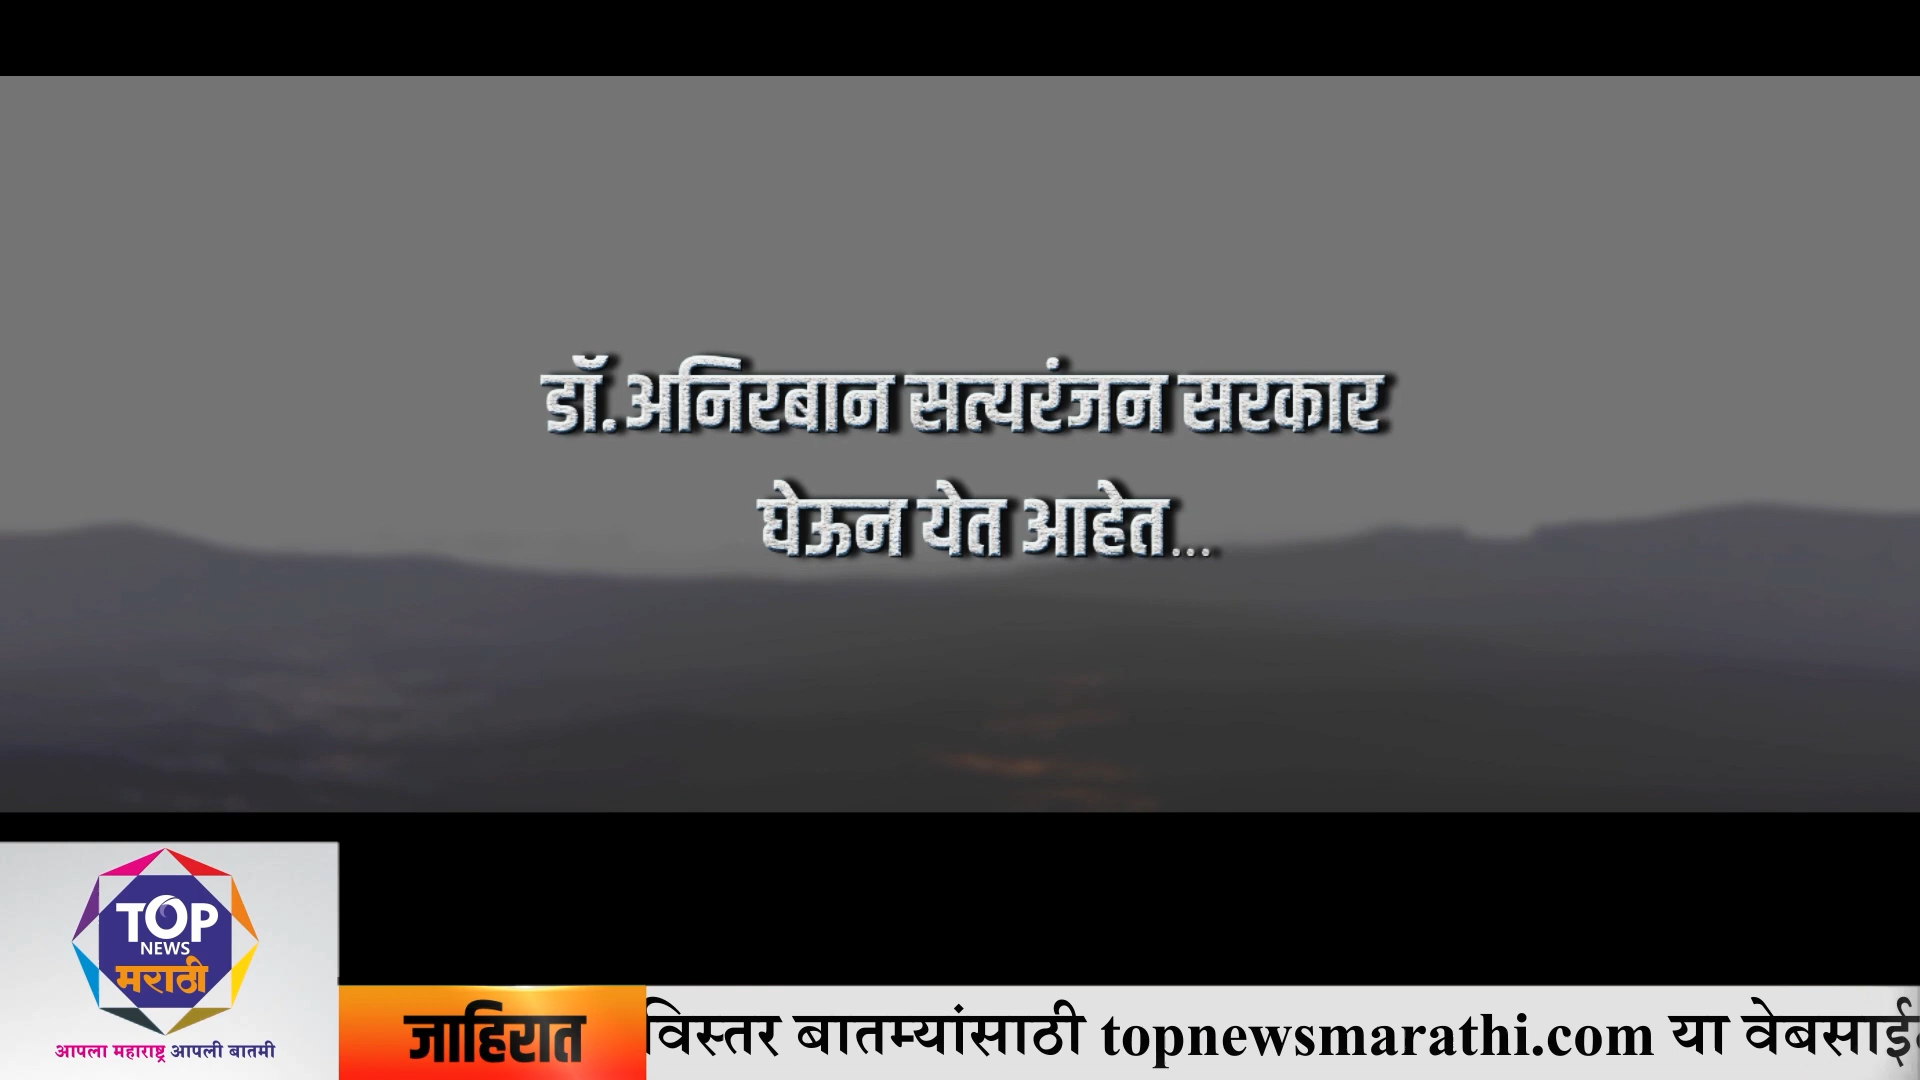 डॉ.अनिरबान सत्यरंजन सरकार
घेऊन येत आहेत...
TOP
NEWS
मराठी
आपला महाराष्ट्र आपली बातमी
जाहिरात
विस्तर बातम्यांसाठी topnewsmarathi.com या